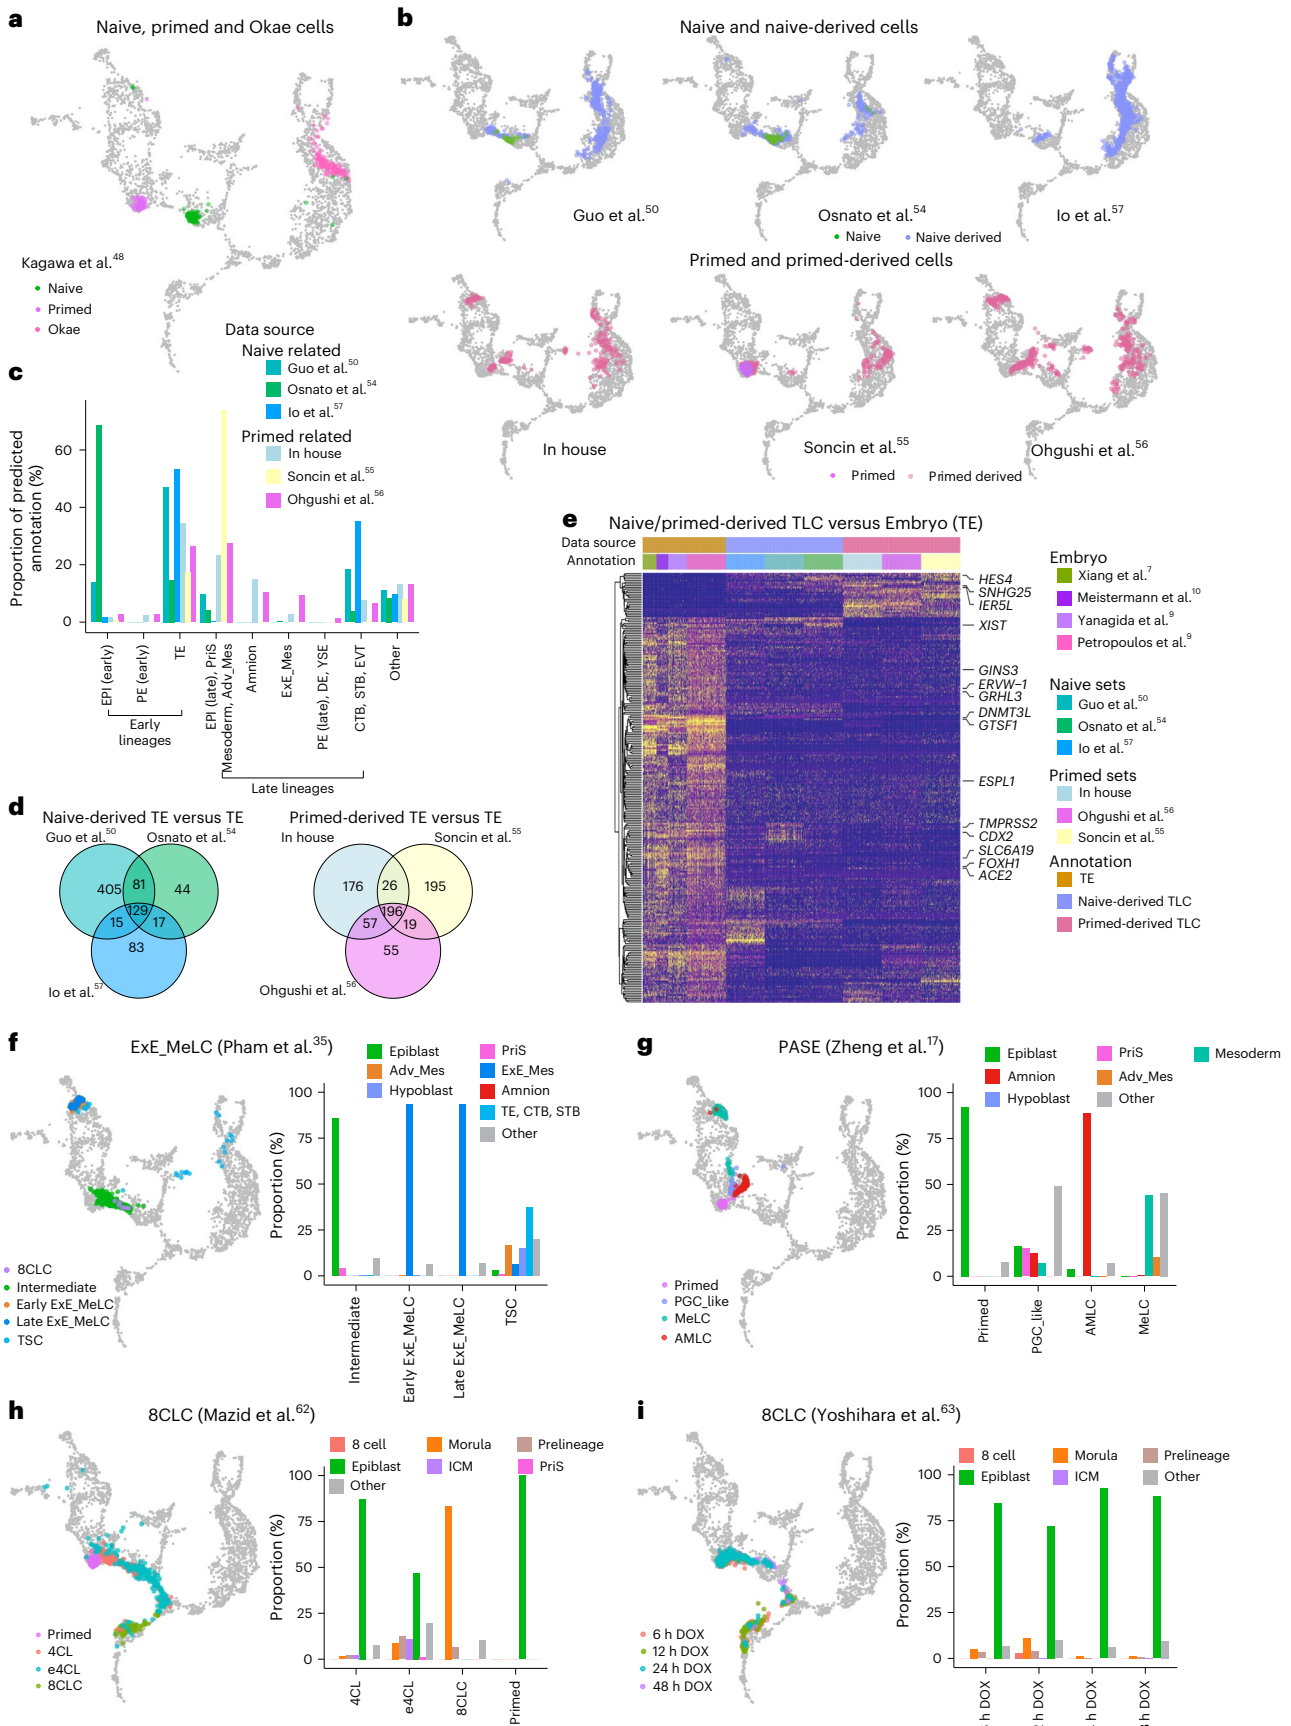 a
Naive, primed and Okae cells
Kagawa et al.48
Naive
Primed
Okae
b
Naive and naive-derived cells
Guo et al.50
Osnato et al.54
Io et al.57
Naive
Naive derived
Primed and primed-derived cells
In house
Soncin et al.55
Ohgushi et al.56
Primed
Primed derived
c
Data source
Naive related
Guo et al.50
Osnato et al.54
Io et al.57
Primed related
In house
Soncin et al.55
Ohgushi et al.56
Proportion of predicted
annotation (%)
60
40
20
0
EPI (early)
PE (early)
TE
EPI (late), PriS
Mesoderm, Adv_Mes
Amnion
ExE_Mes
PE (late), DE, YSE
CTB, STB, EVT
Other
Early
lineages
Late lineages
d
Naive-derived TE versus TE
Guo et al.50
Osnato et al.54
405
81
44
129
15
17
83
Io et al.57
Primed-derived TE versus TE
In house
Soncin et al.55
176
26
195
196
57
19
55
Ohgushi et al.56
e
Naive/primed-derived TLC versus Embryo (TE)
Data source
Annotation
HES4
SNHG25
IER5L
XIST
GINS3
ERVW–1
GRHL3
DNMT3L
GTSF1
ESPL1
TMPRSS2
CDX2
SLC6A19
FOXH1
ACE2
Embryo
Xiang et al.7
Meistermann et al.10
Yanagida et al.9
Petropoulos et al.9
Naive sets
Guo et al.50
Osnato et al.54
Io et al.57
Primed sets
In house
Ohgushi et al.56
Soncin et al.55
Annotation
TE
Naive-derived TLC
Primed-derived TLC
f
ExE_MeLC (Pham et al.35)
8CLC
Intermediate
Early ExE_MeLC
Late ExE_MeLC
TSC
Epiblast
Adv_Mes
Hypoblast
PriS
ExE_Mes
Amnion
TE, CTB, STB
Other
Proportion (%)
100
75
50
25
0
Intermediate
Early ExE_MeLC
Late ExE_MeLC
TSC
g
PASE (Zheng et al.17)
Primed
PGC_like
MeLC
AMLC
Epiblast
Amnion
Hypoblast
PriS
Adv_Mes
Other
Mesoderm
Proportion (%)
100
75
50
25
0
Primed
PGC_like
AMLC
MeLC
h
8CLC (Mazid et al.62)
Primed
4CL
e4CL
8CLC
8 cell
Epiblast
Other
Morula
ICM
Prelineage
PriS
Proportion (%)
100
75
50
25
0
4CL
e4CL
8CLC
Primed
i
8CLC (Yoshihara et al.63)
6 h DOX
12 h DOX
24 h DOX
48 h DOX
8 cell
Epiblast
Morula
ICM
Prelineage
Other
Proportion (%)
100
75
50
25
0
h DOX
h DOX
h DOX
h DOX